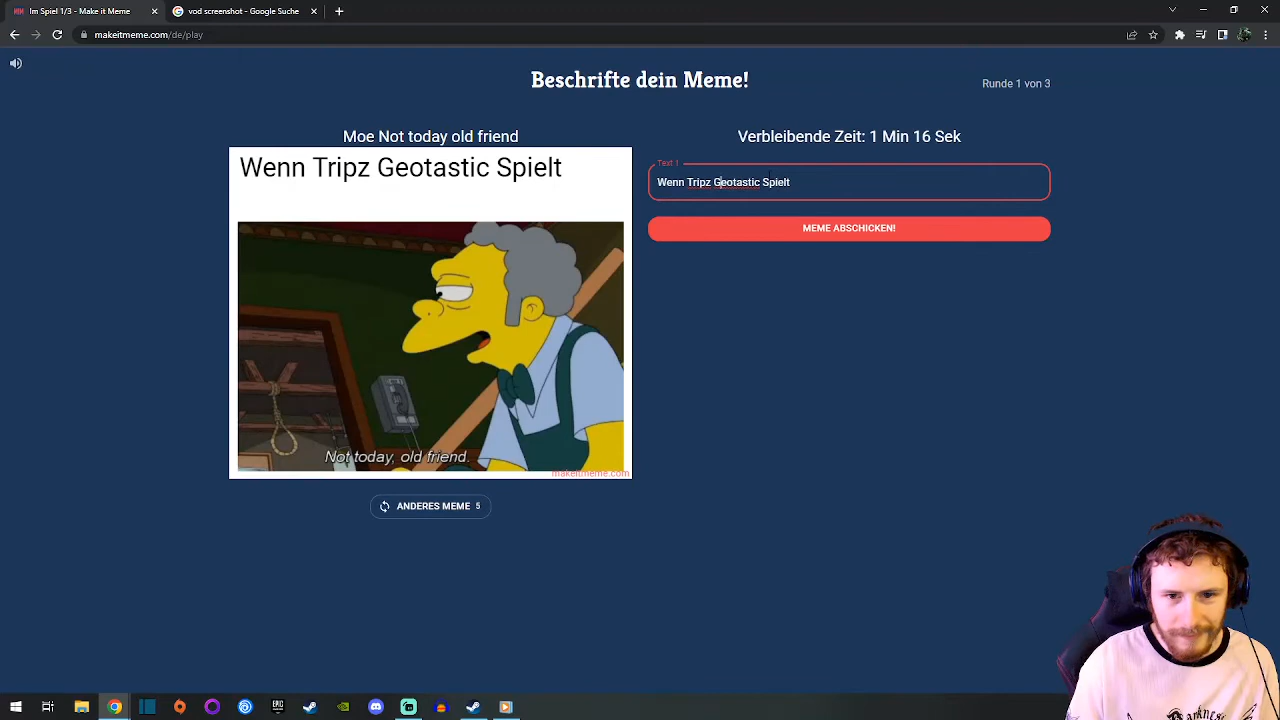 Im Spiel 1/3 - Make it Meme
vod screenshot - Google Suche
makeitmeme.com/de/play
Beschrifte dein Meme!
Runde 1 von 3
Moe Not today old friend
Verbleibende Zeit: 1 Min 16 Sek
Wenn Tripz Geotastic Spielt
Text 1
Wenn Tripz Geotastic Spielt
MEME ABSCHICKEN!
Not today, old friend.
makeitmeme.com
ANDERES MEME 5
EPIC